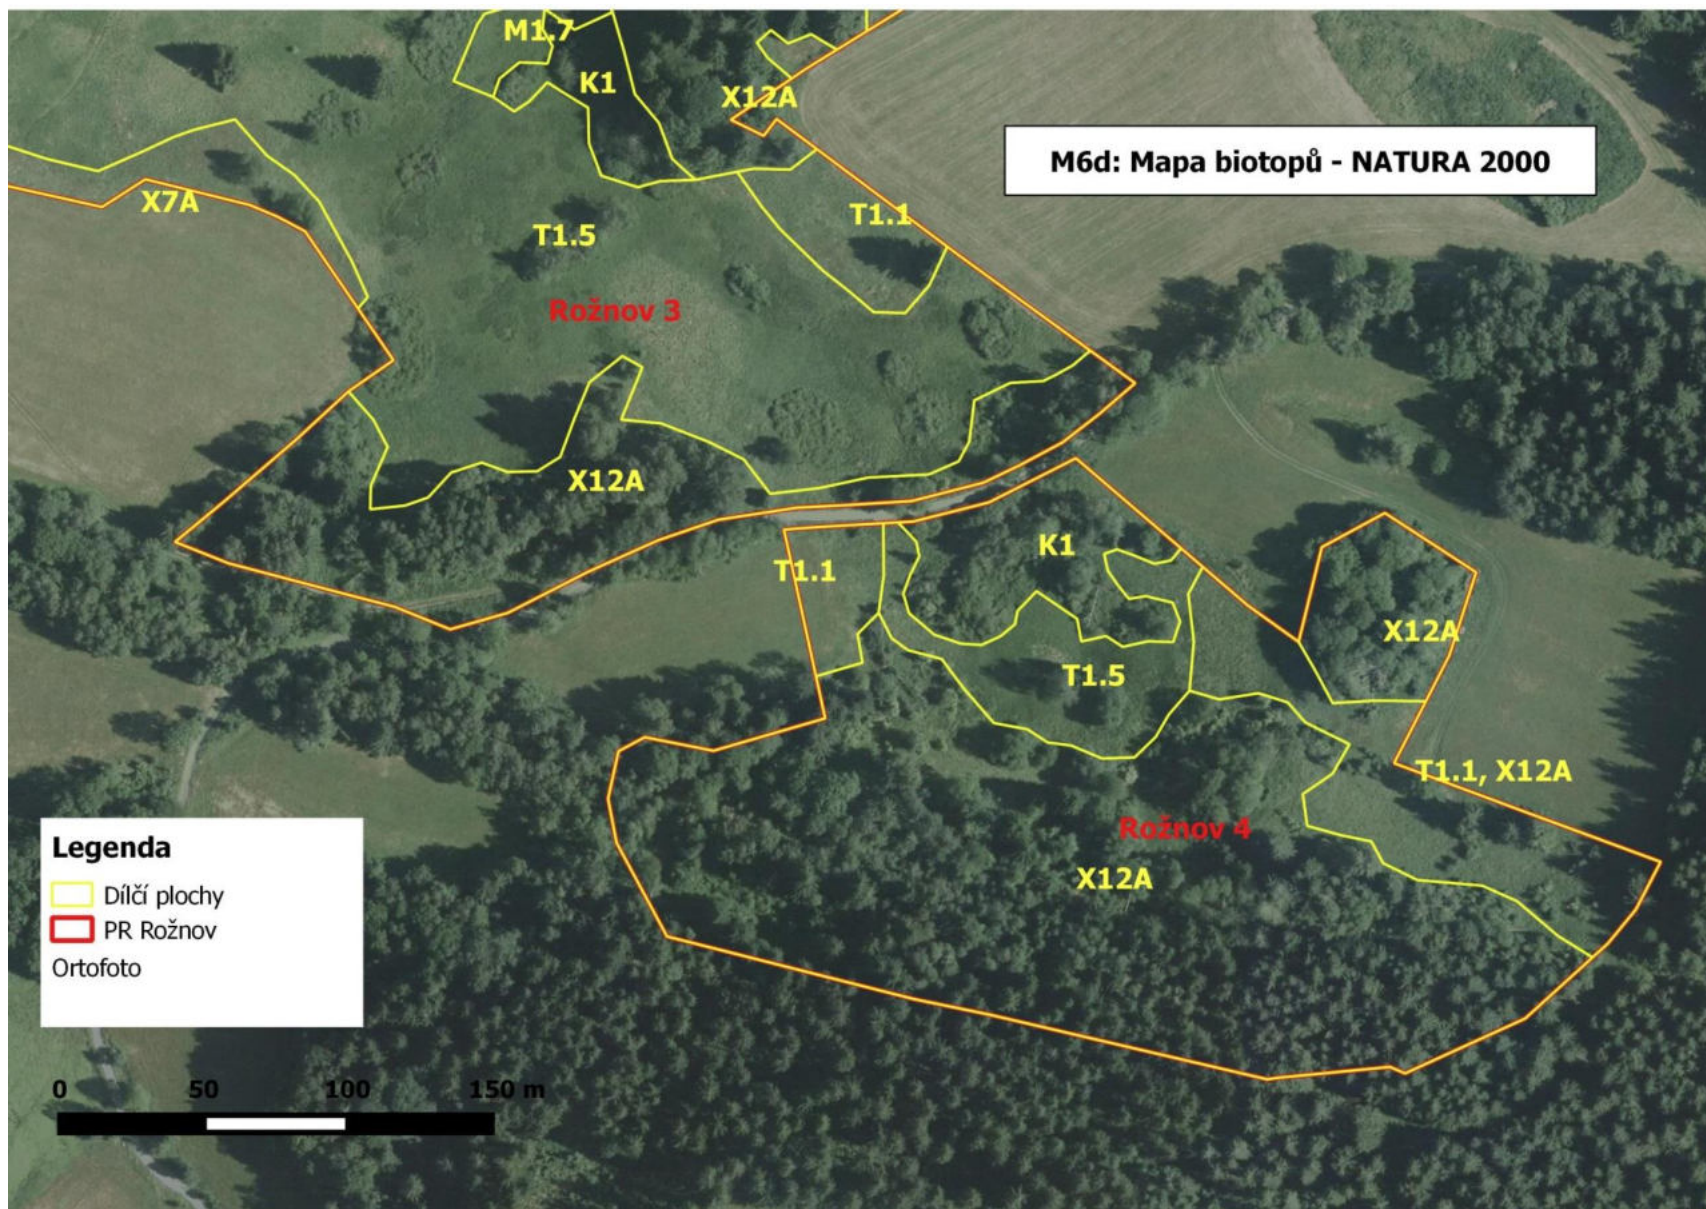 M1.7
K1
X12A
M6d: Mapa biotopů - NATURA 2000
X7A
T1.5
T1.1
Rožnov 3
X12A
K1
T1.1
X12A
T1.5
T1.1, X12A
Rožnov 4
X12A
Legenda
Dílčí plochy
PR Rožnov
Ortofoto
0 50 100 150 m